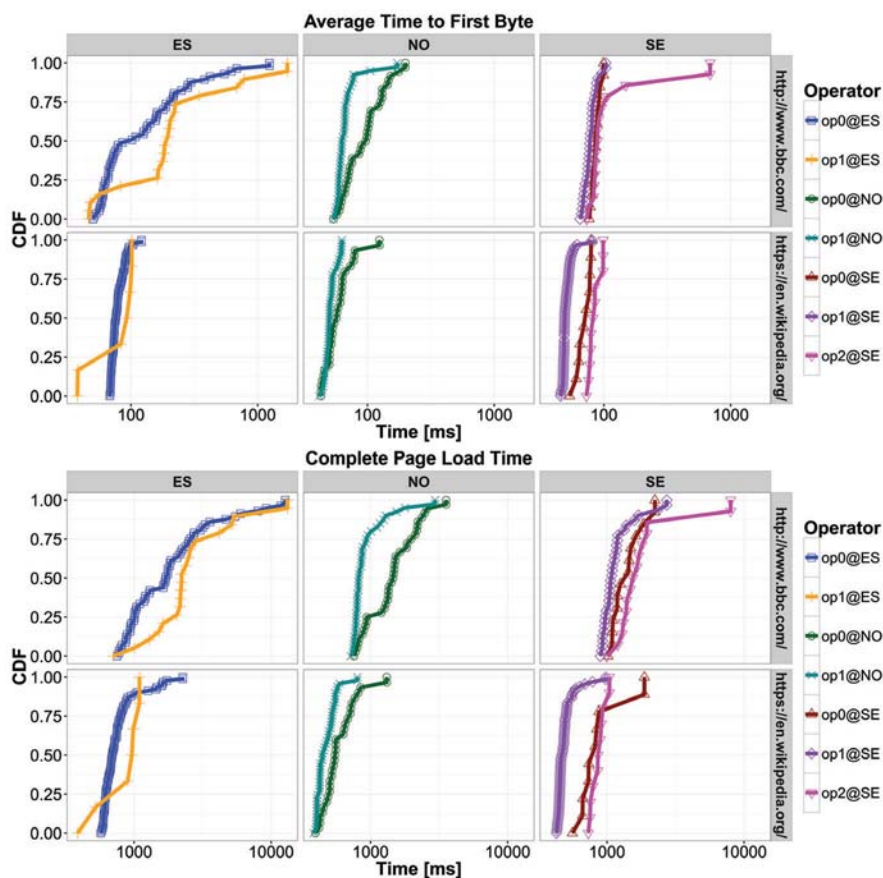 Average Time to First Byte
ES NO SE
1.00
0.75
0.50
0.25
0.00
http://www.bbc.com/
1.00
0.75
0.50
0.25
0.00
https://en.wikipedia.org/
CDF
100 1000 100 1000 100 1000
Time [ms]
Operator
op0@ES
op1@ES
op0@NO
op1@NO
op0@SE
op1@SE
op2@SE
Complete Page Load Time
ES NO SE
1.00
0.75
0.50
0.25
0.00
http://www.bbc.com/
1.00
0.75
0.50
0.25
0.00
https://en.wikipedia.org/
CDF
1000 10000 1000 10000 1000 10000
Time [ms]
Operator
op0@ES
op1@ES
op0@NO
op1@NO
op0@SE
op1@SE
op2@SE